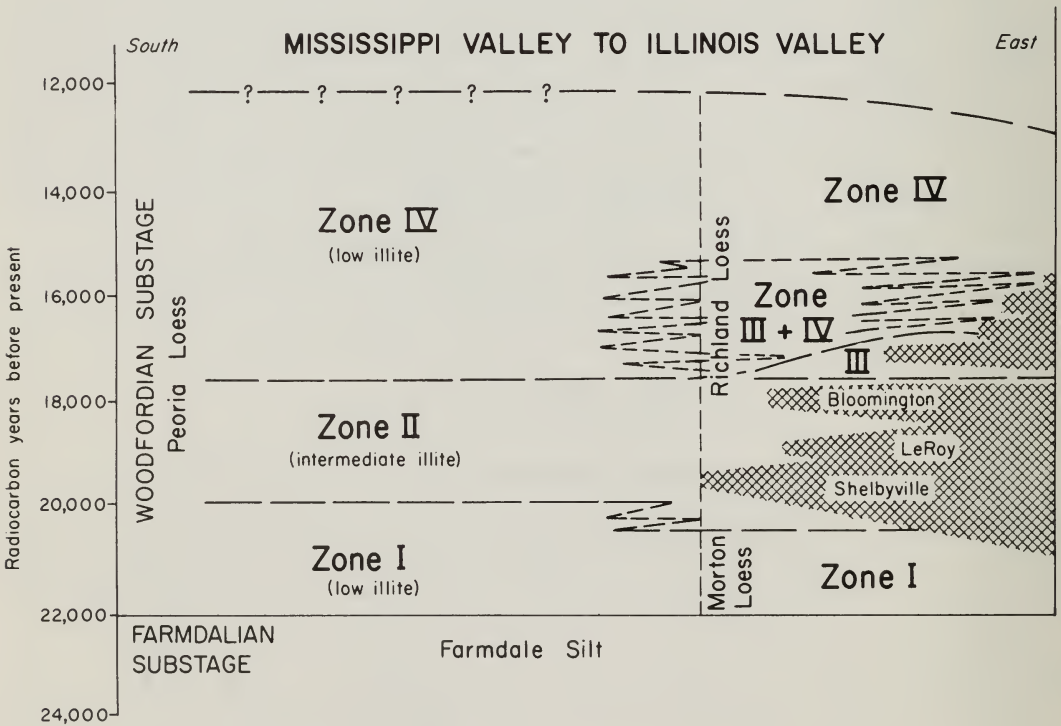 South
MISSISSIPPI VALLEY TO ILLINOIS VALLEY
East
Radiocarbon years before present
12,000
14,000
16,000
18,000
20,000
22,000
24,000
? ? ? ? ?
WOODFORDIAN SUBSTAGE
Peoria Loess
Zone IV
(low illite)
Zone II
(intermediate illite)
Zone I
(low illite)
Richland Loess
Morton
Loess
Zone IV
Zone
III + IV
III
Bloomington
LeRoy
Shelbyville
Zone I
FARMDALIAN
SUBSTAGE
Farmdale Silt